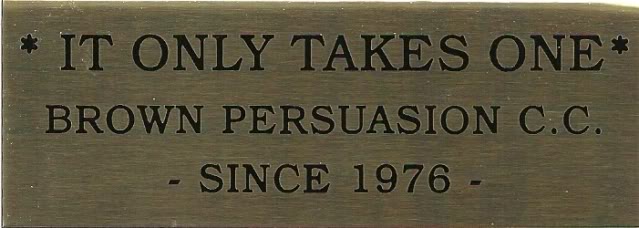 * IT ONLY TAKES ONE *
BROWN PERSUASION C.C.
- SINCE 1976 -